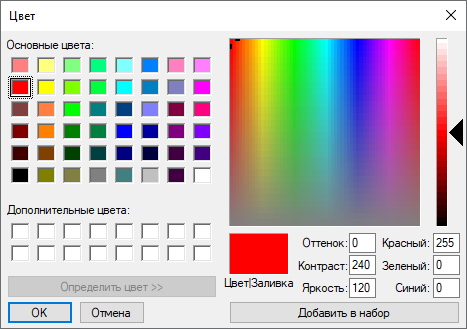 Цвет
Основные цвета:
Дополнительные цвета:
Определить цвет >>
OK
Отмена
Цвет|Заливка
Оттенок: 0
Красный: 255
Контраст: 240
Зеленый: 0
Яркость: 120
Синий: 0
Добавить в набор